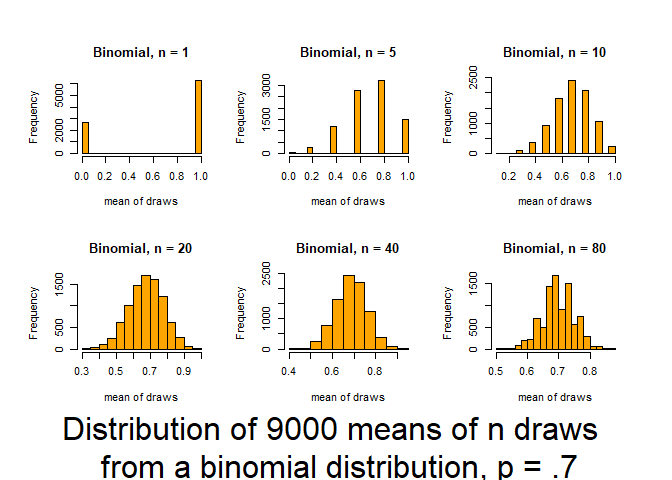 Binomial, n = 1
Frequency
0 2000 5000
0.0 0.2 0.4 0.6 0.8 1.0
mean of draws
Binomial, n = 5
Frequency
0 1500 3000
0.0 0.2 0.4 0.6 0.8 1.0
mean of draws
Binomial, n = 10
Frequency
0 1000 2500
0.2 0.4 0.6 0.8 1.0
mean of draws
Binomial, n = 20
Frequency
0 500 1500
0.3 0.5 0.7 0.9
mean of draws
Binomial, n = 40
Frequency
0 1000 2500
0.4 0.6 0.8
mean of draws
Binomial, n = 80
Frequency
0 500 1500
0.5 0.6 0.7 0.8
mean of draws
Distribution of 9000 means of n draws
from a binomial distribution, p = .7